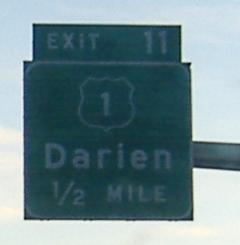 EXIT 11
1
Darien
1/2 MILE